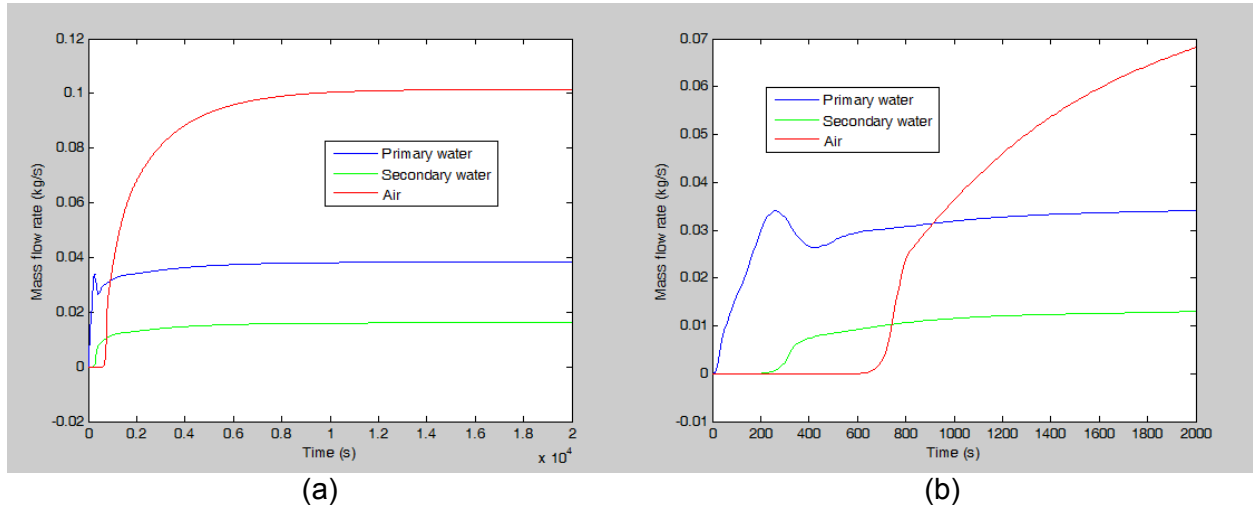 0.12
0.1
0.08
0.06
0.04
0.02
0
-0.02
Mass flow rate (kg/s)
Primary water
Secondary water
Air
0 0.2 0.4 0.6 0.8 1 1.2 1.4 1.6 1.8 2
Time (s)
x 10^4
(a)
0.07
0.06
0.05
0.04
0.03
0.02
0.01
0
-0.01
Mass flow rate (kg/s)
Primary water
Secondary water
Air
0 200 400 600 800 1000 1200 1400 1600 1800 2000
Time (s)
(b)